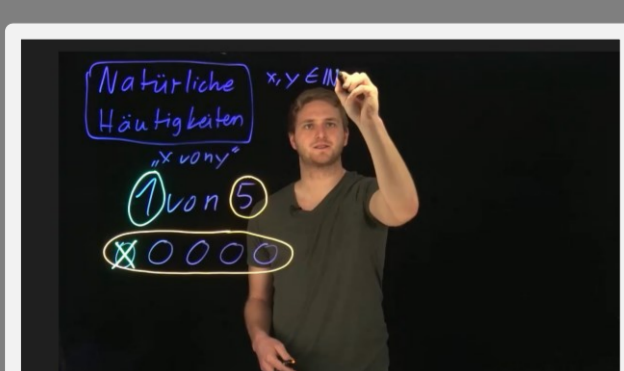 Natürliche x, y ∈ ℕ
Häufigkeiten
„x von y“
1 von 5